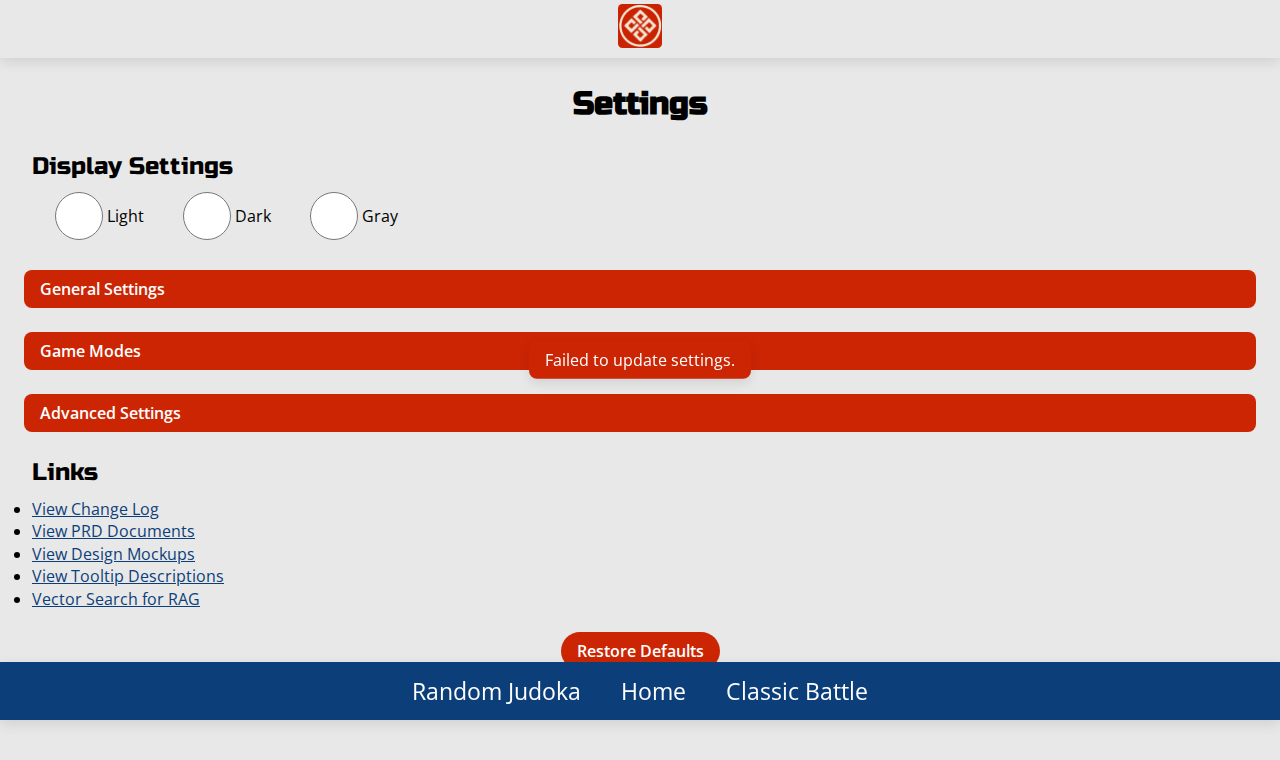 Settings
Display Settings
Light Dark Gray
General Settings
Game Modes
Failed to update settings.
Advanced Settings
Links
View Change Log
View PRD Documents
View Design Mockups
View Tooltip Descriptions
Vector Search for RAG
Restore Defaults
Random Judoka Home Classic Battle